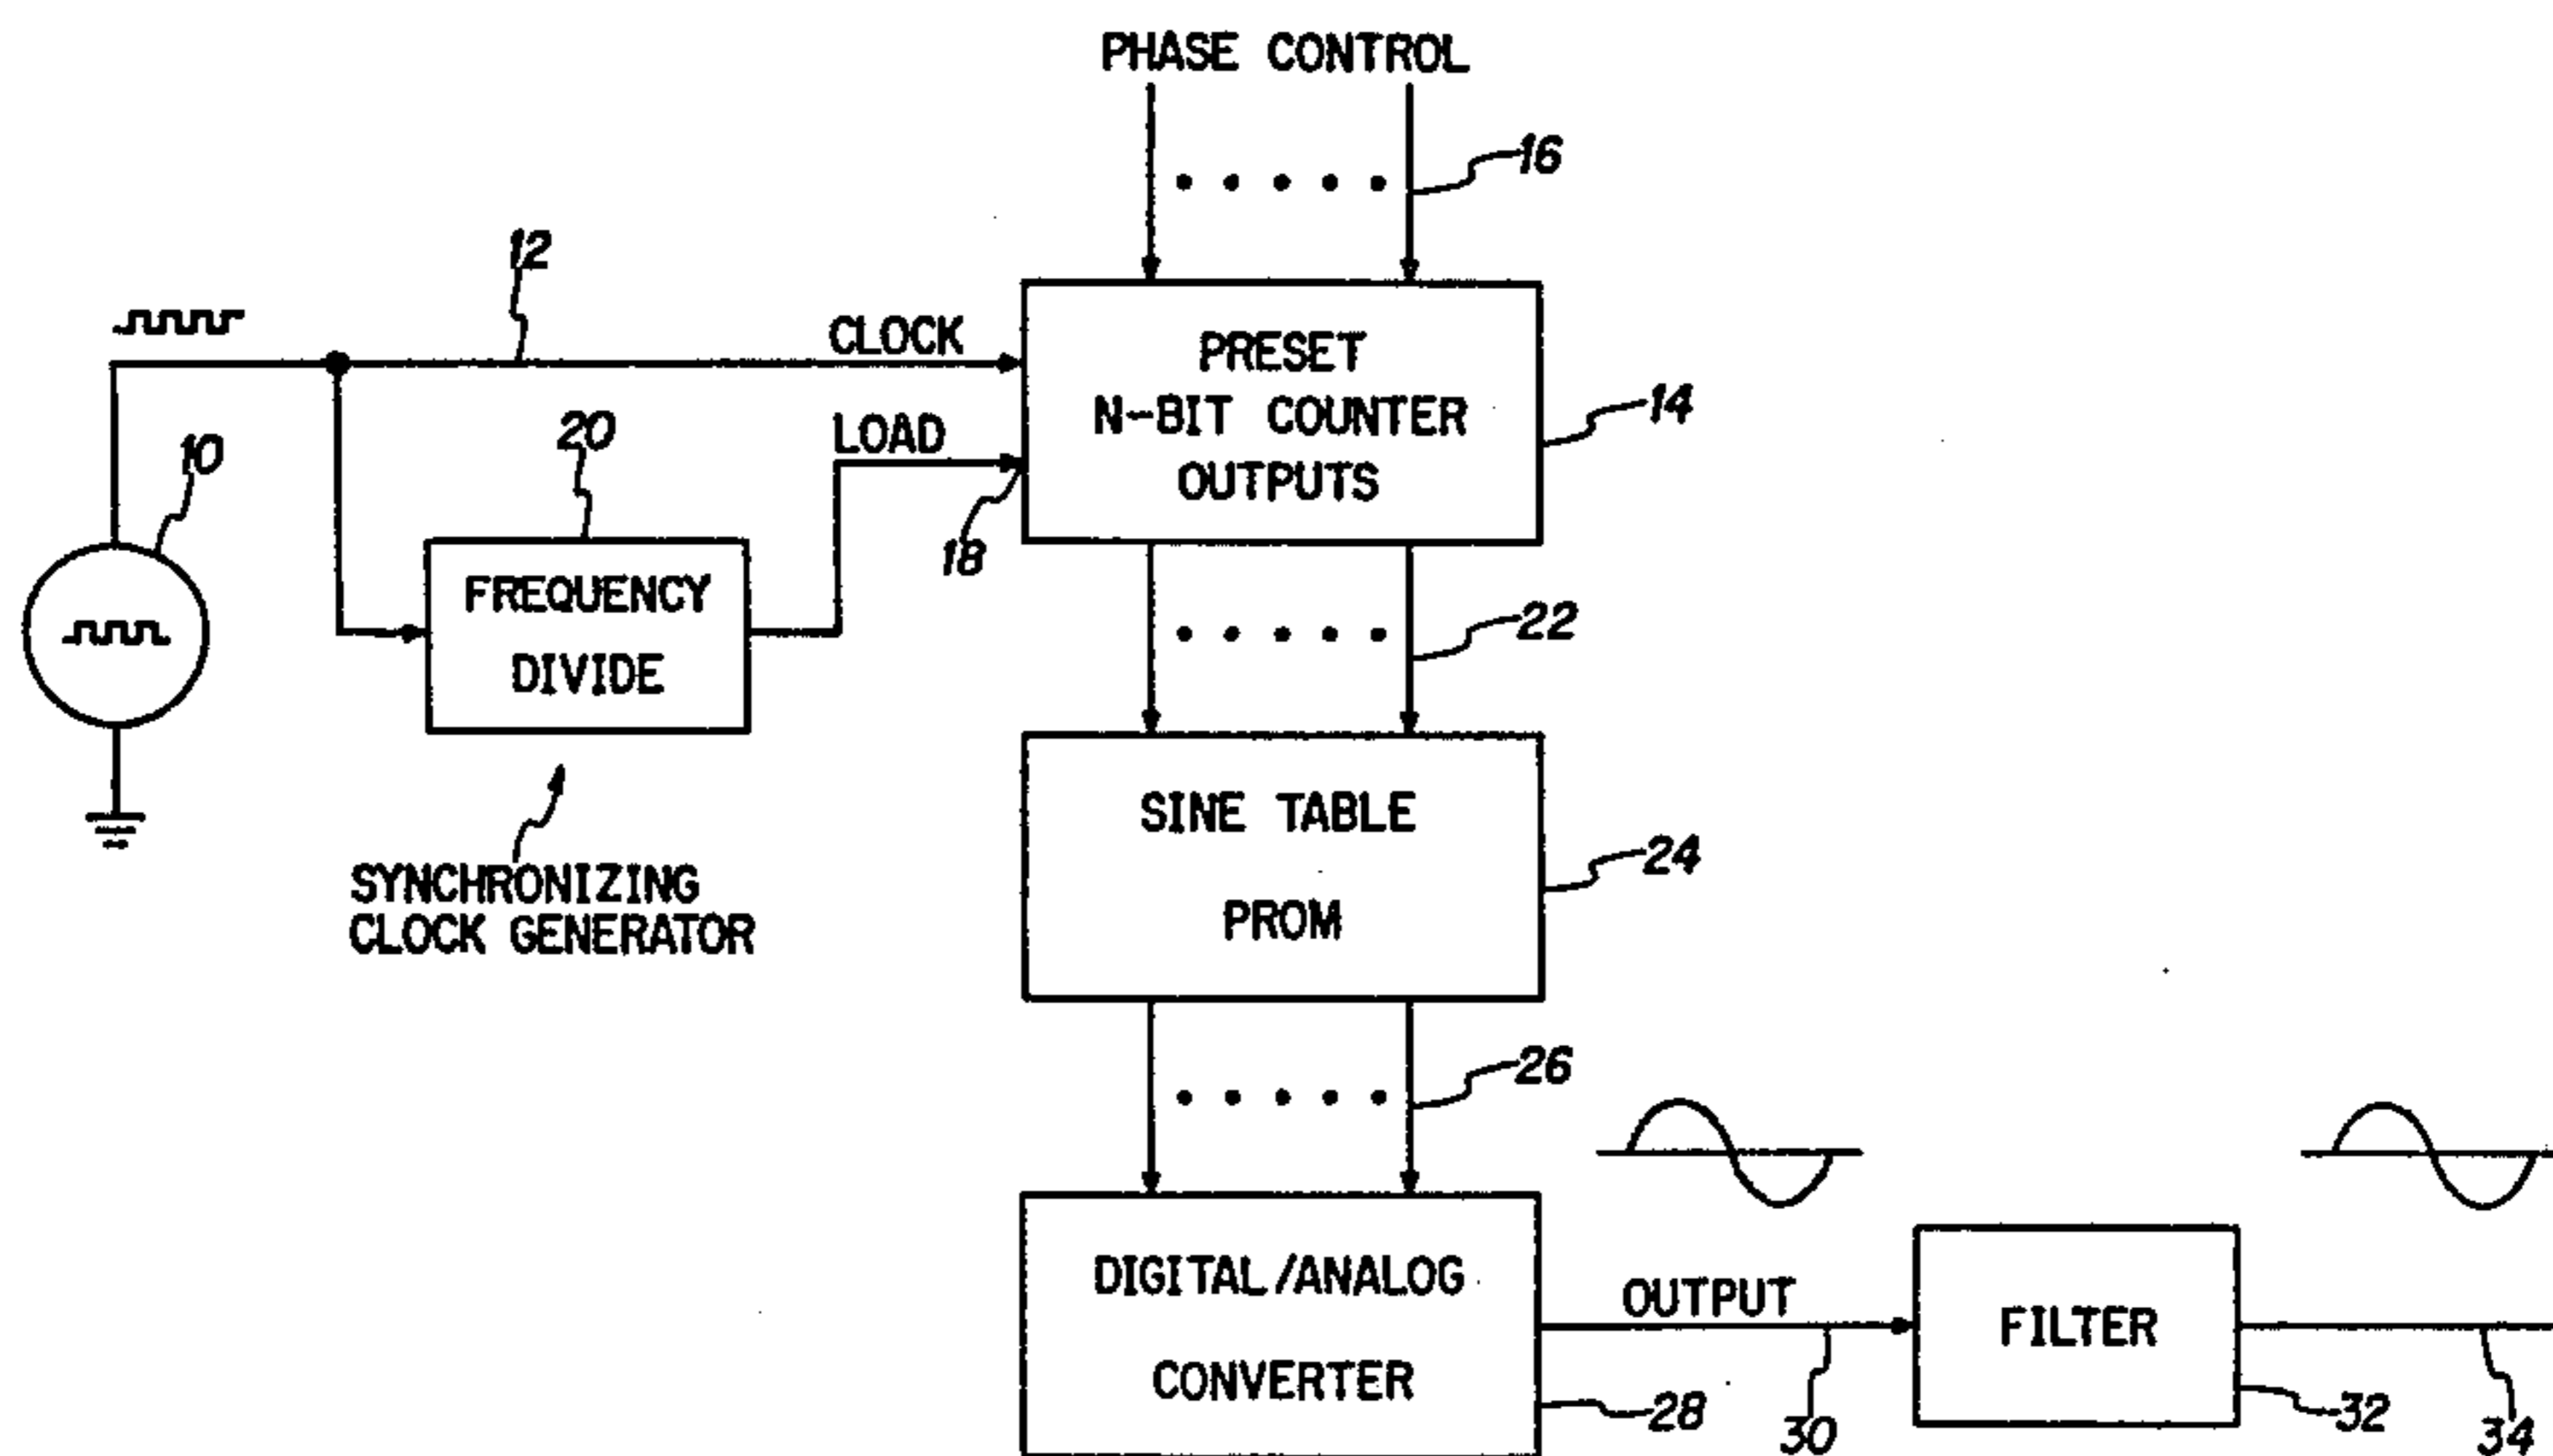 PHASE CONTROL
16
12
CLOCK
PRESET
N-BIT COUNTER
OUTPUTS
14
LOAD
20
10
18
FREQUENCY
DIVIDE
22
SYNCHRONIZING
CLOCK GENERATOR
SINE TABLE
PROM
24
26
DIGITAL/ANALOG
CONVERTER
28
OUTPUT
30
FILTER
32
34